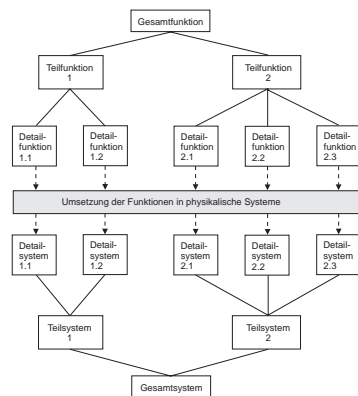 Gesamtfunktion
Teilfunktion
1
Teilfunktion
2
Detail-
funktion
1.1
Detail-
funktion
1.2
Detail-
funktion
2.1
Detail-
funktion
2.2
Detail-
funktion
2.3
Umsetzung der Funktionen in physikalische Systeme
Detail-
system
1.1
Detail-
system
1.2
Detail-
system
2.1
Detail-
system
2.2
Detail-
system
2.3
Teilsystem
1
Teilsystem
2
Gesamtsystem